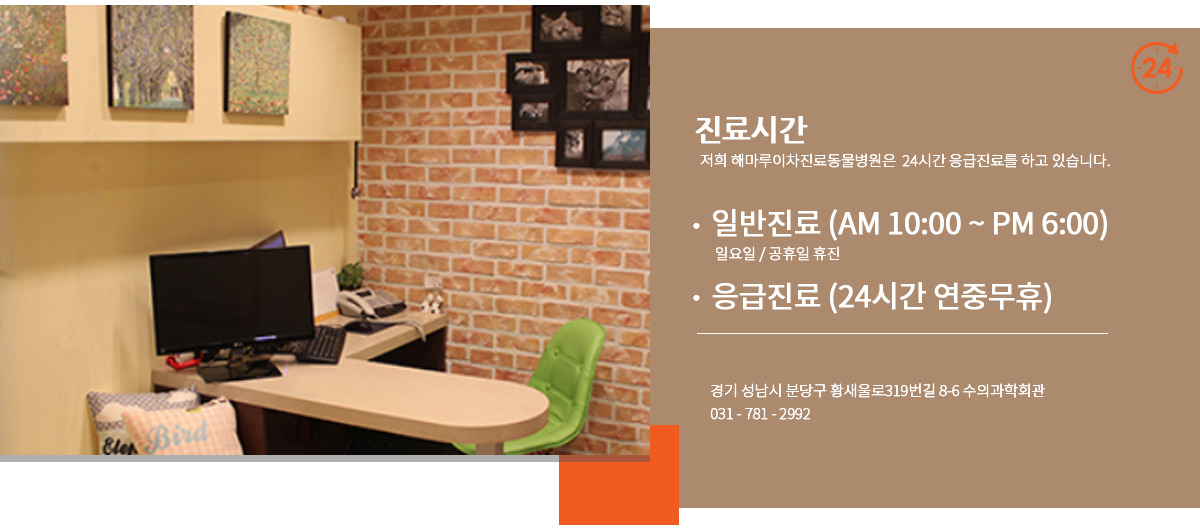 24
진료시간
저희 해마루이차진료동물병원은 24시간 응급진료를 하고 있습니다.
• 일반진료 (AM 10:00 ~ PM 6:00)
일요일 / 공휴일 휴진
• 응급진료 (24시간 연중무휴)
경기 성남시 분당구 황새울로319번길 8-6 수의과학회관
031 - 781 - 2992
Bird